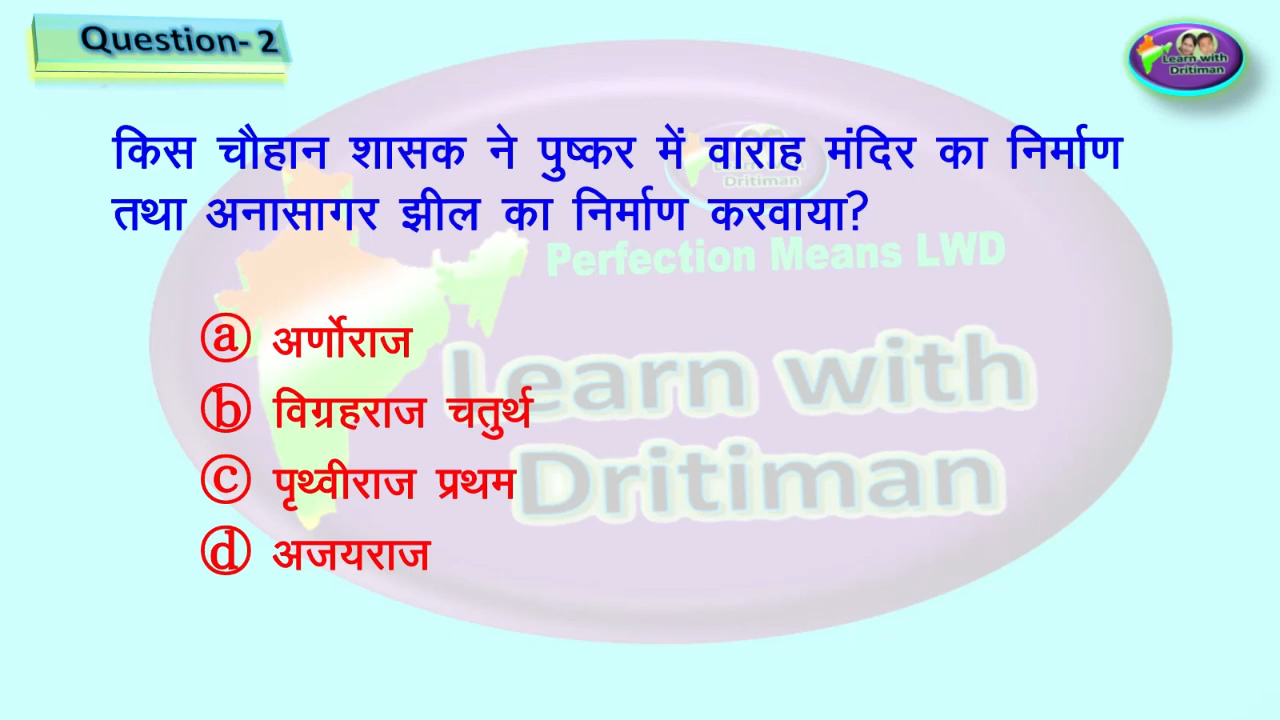 Question- 2
Learn with
Dritiman
किस चौहान शासक ने पुष्कर में वाराह मंदिर का निर्माण
तथा अनासागर झील का निर्माण करवाया?
Dritiman
Perfection Means LWD
ⓐ अर्णोराज
ⓑ विग्रहराज चतुर्थ
ⓒ पृथ्वीराज प्रथम
ⓓ अजयराज
Learn with
Dritiman